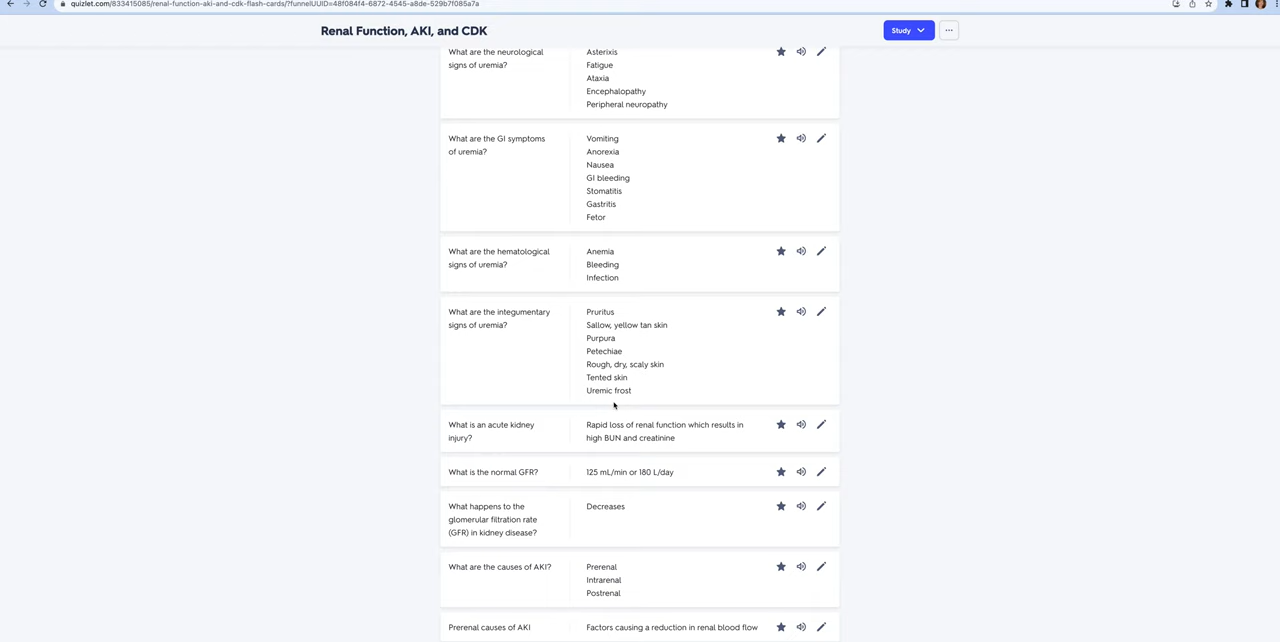 quizlet.com/833415085/renal-function-aki-and-cdk-flash-cards/?funnelUUID=48f084f4-6872-4545-a8de-529b7f085a7a
Renal Function, AKI, and CDK
Study
What are the neurological
signs of uremia?
Asterixis
Fatigue
Ataxia
Encephalopathy
Peripheral neuropathy
What are the GI symptoms
of uremia?
Vomiting
Anorexia
Nausea
GI bleeding
Stomatitis
Gastritis
Fetor
What are the hematological
signs of uremia?
Anemia
Bleeding
Infection
What are the integumentary
signs of uremia?
Pruritus
Sallow, yellow tan skin
Purpura
Petechiae
Rough, dry, scaly skin
Tented skin
Uremic frost
What is an acute kidney
injury?
Rapid loss of renal function which results in
high BUN and creatinine
What is the normal GFR?
125 mL/min or 180 L/day
What happens to the
glomerular filtration rate
(GFR) in kidney disease?
Decreases
What are the causes of AKI?
Prerenal
Intrarenal
Postrenal
Prerenal causes of AKI
Factors causing a reduction in renal blood flow